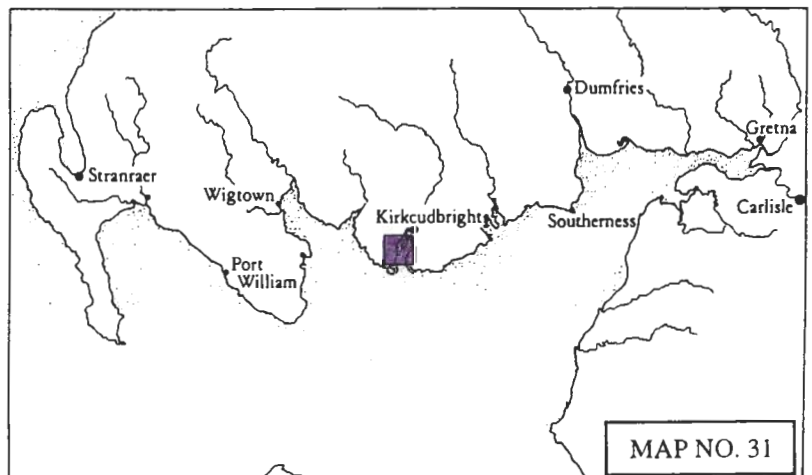 Dumfries
Gretna
Stranraer
Wigtown
Kirkcudbright
Southerness
Carlisle
Port
William
MAP NO. 31